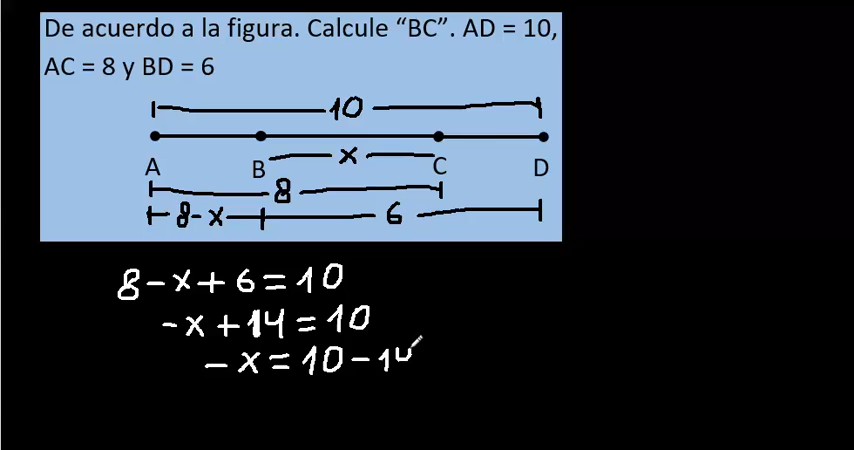 De acuerdo a la figura. Calcule “BC”. AD = 10,
AC = 8 y BD = 6
10
A B x C D
8
8-x 6
8-x+6=10
-x+14=10
-x=10-14